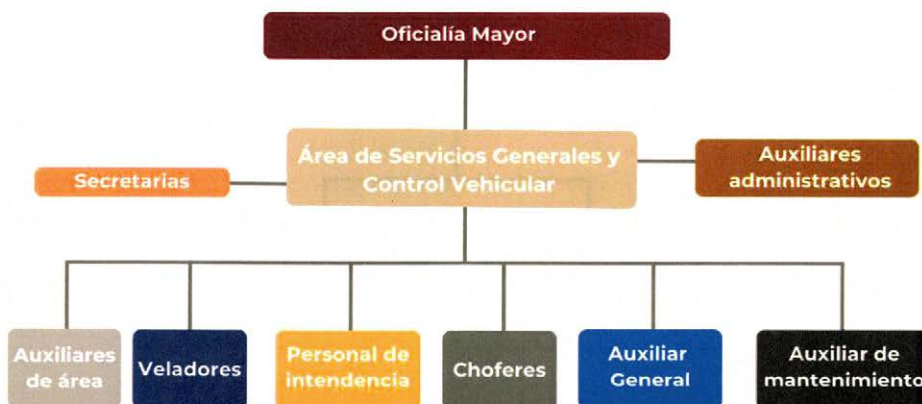 Oficialía Mayor
Área de Servicios Generales y
Control Vehicular
Secretarias
Auxiliares
administrativos
Auxiliares
de área
Veladores
Personal de
intendencia
Choferes
Auxiliar
General
Auxiliar de
mantenimiento